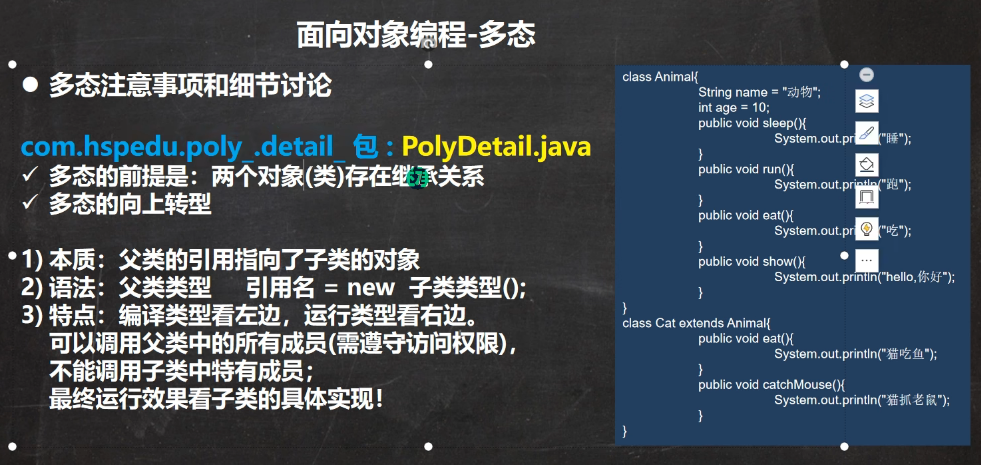 面向对象编程-多态
● 多态注意事项和细节讨论
com.hspedu.poly_.detail_ 包 : PolyDetail.java
✓ 多态的前提是：两个对象(类)存在继承关系
✓ 多态的向上转型
1) 本质：父类的引用指向了子类的对象
2) 语法：父类类型 引用名 = new 子类类型();
3) 特点：编译类型看左边，运行类型看右边。
可以调用父类中的所有成员(需遵守访问权限)，
不能调用子类中特有成员；
最终运行效果看子类的具体实现！
class Animal{
String name = "动物";
int age = 10;
public void sleep(){
System.out.pr "睡");
}
public void run(){
System.out.pr "跑");
}
public void eat(){
System.out.pr "吃");
}
public void show(){
System.out.println("hello,你好");
}
}
class Cat extends Animal{
public void eat(){
System.out.println("猫吃鱼");
}
public void catchMouse(){
System.out.println("猫抓老鼠");
}
}